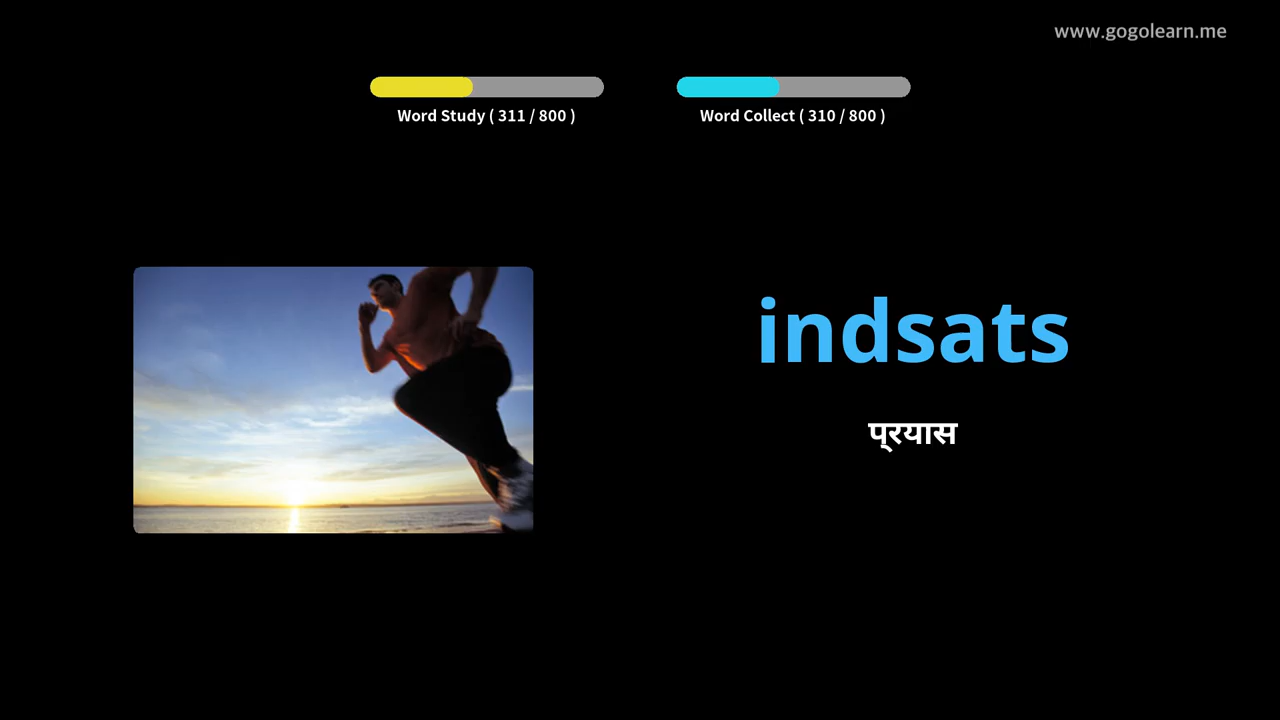 www.gogolearn.me
Word Study ( 311 / 800 )
Word Collect ( 310 / 800 )
indsats
प्रयास